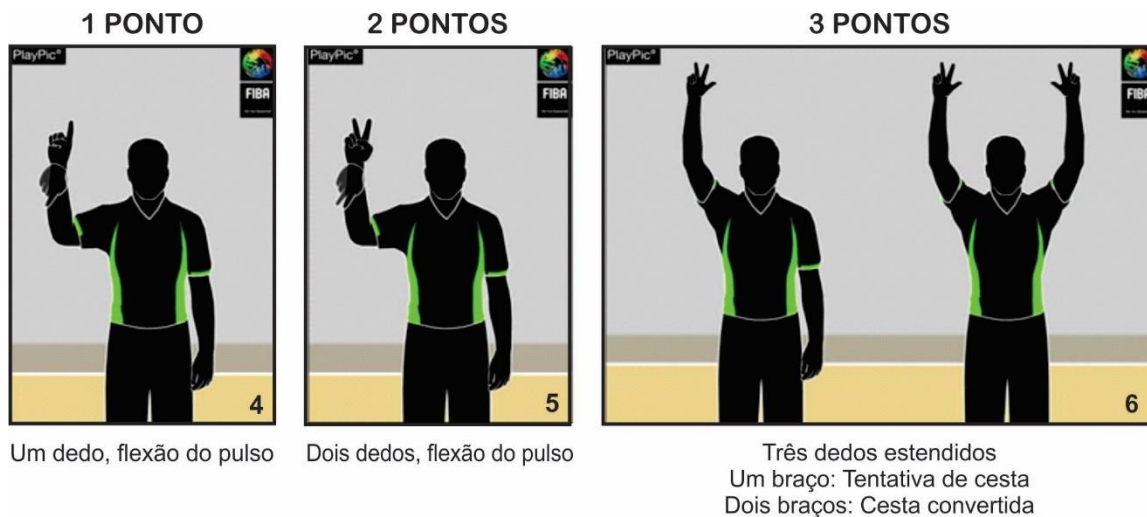 1 PONTO
2 PONTOS
3 PONTOS
PlayPic®
FIBA
4
PlayPic®
FIBA
5
PlayPic®
FIBA
6
Um dedo, flexão do pulso
Dois dedos, flexão do pulso
Três dedos estendidos
Um braço: Tentativa de cesta
Dois braços: Cesta convertida